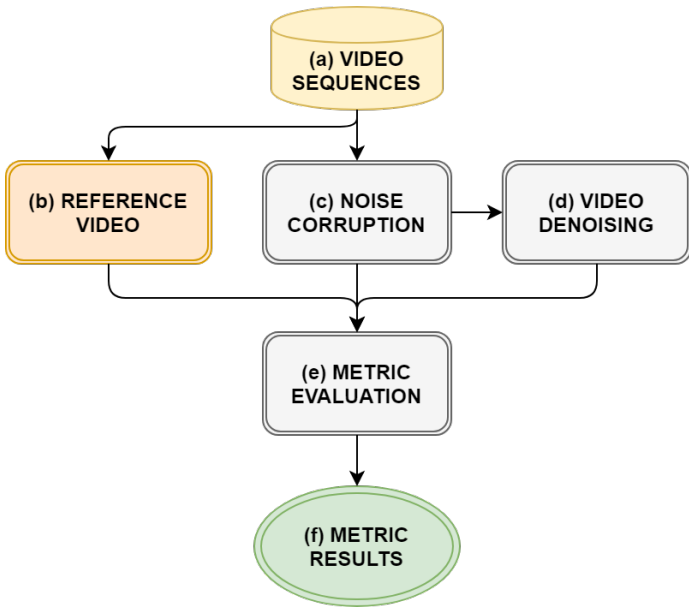 (a) VIDEO
SEQUENCES
(b) REFERENCE
VIDEO
(c) NOISE
CORRUPTION
(d) VIDEO
DENOISING
(e) METRIC
EVALUATION
(f) METRIC
RESULTS